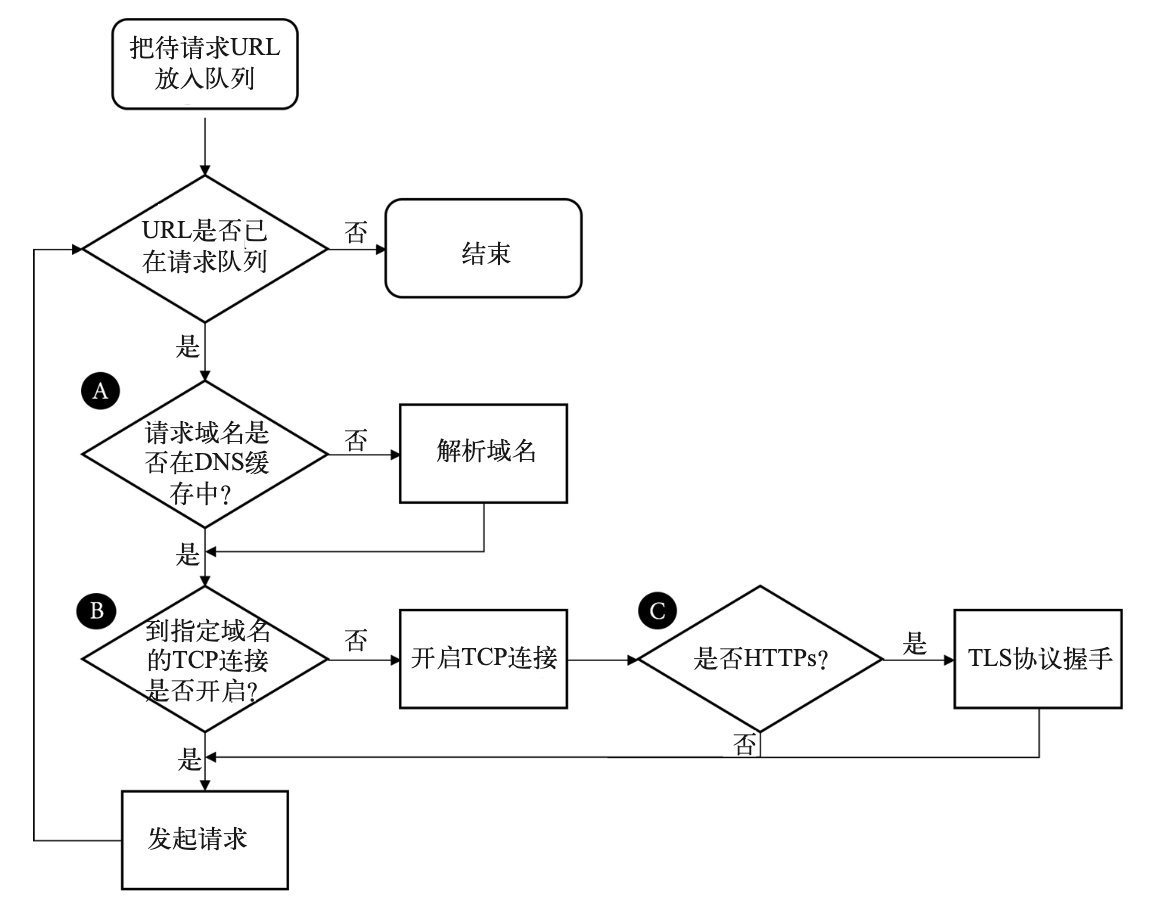 把待请求URL
放入队列
URL是否已
在请求队列
否
结束
是
A
请求域名是
否在DNS缓
存中?
否
解析域名
是
B
到指定域名
的TCP连接
是否开启?
否
开启TCP连接
C
是否HTTPs?
是
TLS协议握手
否
是
发起请求